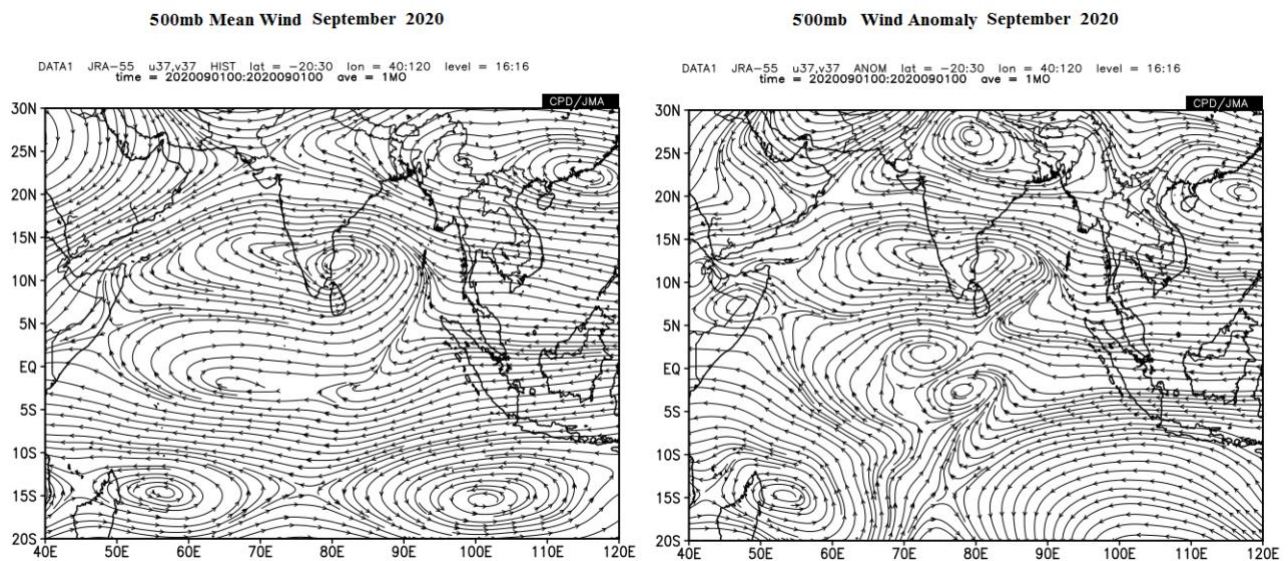 500mb Mean Wind September 2020
DATA1 JRA-55 u37,v37 HIST lat = -20:30 lon = 40:120 level = 16:16
time = 2020090100:2020090100 ave = 1MO
CPD/JMA
30N
25N
20N
15N
10N
5N
EQ
5S
10S
15S
20S
40E 50E 60E 70E 80E 90E 100E 110E 120E
500mb Wind Anomaly September 2020
DATA1 JRA-55 u37,v37 ANOM lat = -20:30 lon = 40:120 level = 16:16
time = 2020090100:2020090100 ave = 1MO
CPD/JMA
30N
25N
20N
15N
10N
5N
EQ
5S
10S
15S
20S
40E 50E 60E 70E 80E 90E 100E 110E 120E